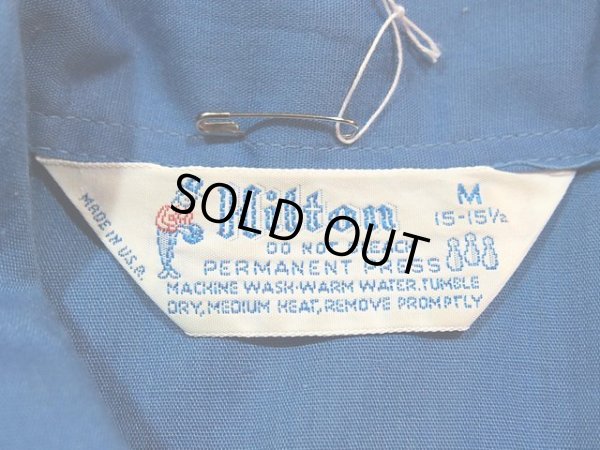 Hilton
M
15-15½
MADE IN U.S.A.
SOLD OUT
DO NOT BLEACH
PERMANENT PRESS
MACHINE WASH-WARM WATER.TUMBLE
DRY, MEDIUM HEAT, REMOVE PROMPTLY